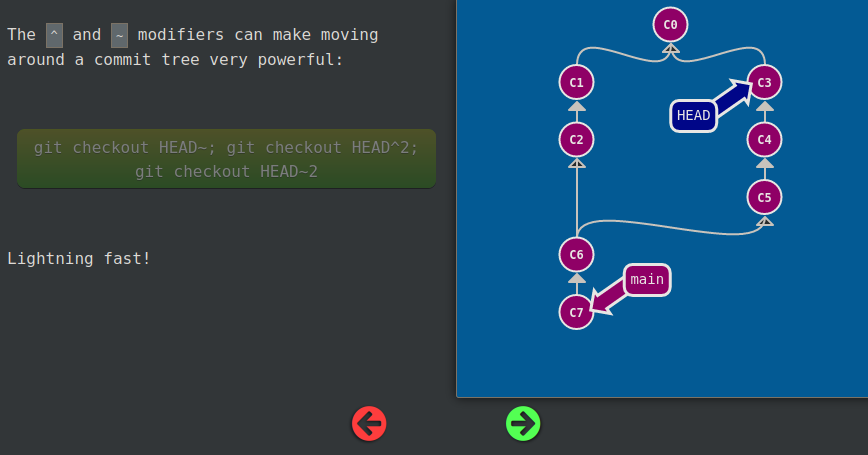 The ^ and ~ modifiers can make moving
around a commit tree very powerful:
git checkout HEAD~; git checkout HEAD^2;
git checkout HEAD~2
Lightning fast!
C0
C1
C3
HEAD
C2
C4
C5
C6
main
C7